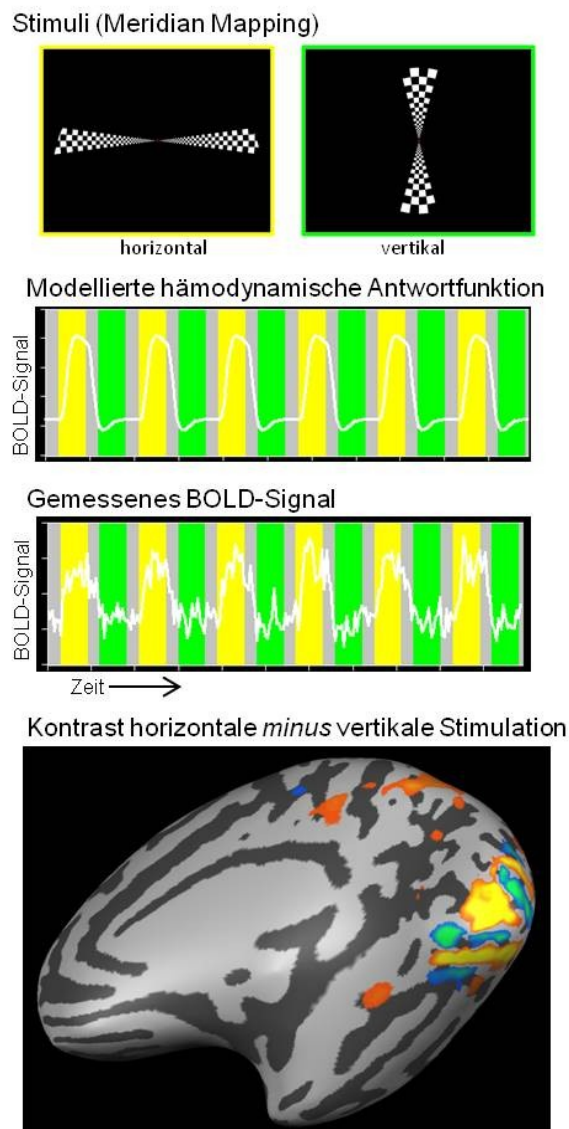 Stimuli (Meridian Mapping)
horizontal
vertikal
Modellierte hämodynamische Antwortfunktion
BOLD-Signal
Gemessenes BOLD-Signal
BOLD-Signal
Zeit
Kontrast horizontale minus vertikale Stimulation